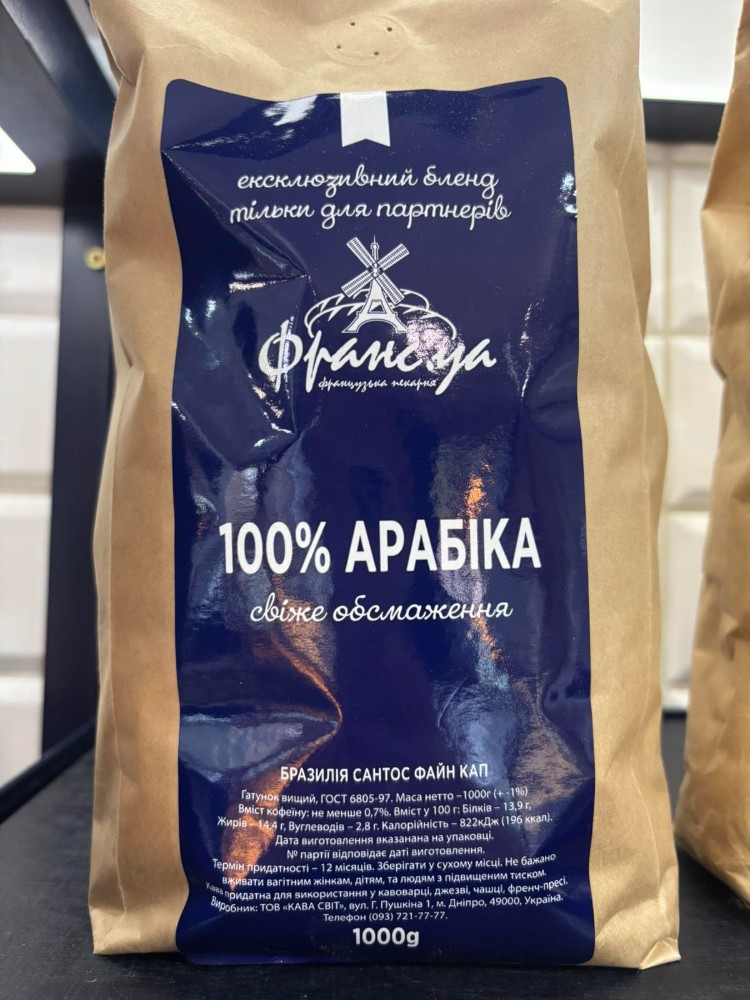 ексклюзивний бленд
тільки для партнерів
Франс.уа
французька пекарня
100% АРАБІКА
свіже обсмаження
БРАЗИЛІЯ САНТОС ФАЙН КАП
Гатунок вищий, ГОСТ 6805-97. Маса нетто –1000г (+ -1%)
Вміст кофеїну: не менше 0,7%. Вміст у 100 г: Білків – 13,9 г,
Жирів – 14,4 г, Вуглеводів – 2,8 г. Калорійність – 822кДж (196 ккал).
Дата виготовлення вказанана на упаковці.
№ партії відповідає даті виготовлення.
Термін придатності – 12 місяців. Зберігати у сухому місці. Не бажано
вживати вагітним жінкам, дітям, та людям з підвищеним тиском.
Кава придатна для використання у кавоварці, джезві, чашці, френч-пресі.
Виробник: ТОВ «КАВА СВІТ», вул. Г. Пушкіна 1, м. Дніпро, 49000, Україна.
Телефон (093) 721-77-77.
1000g